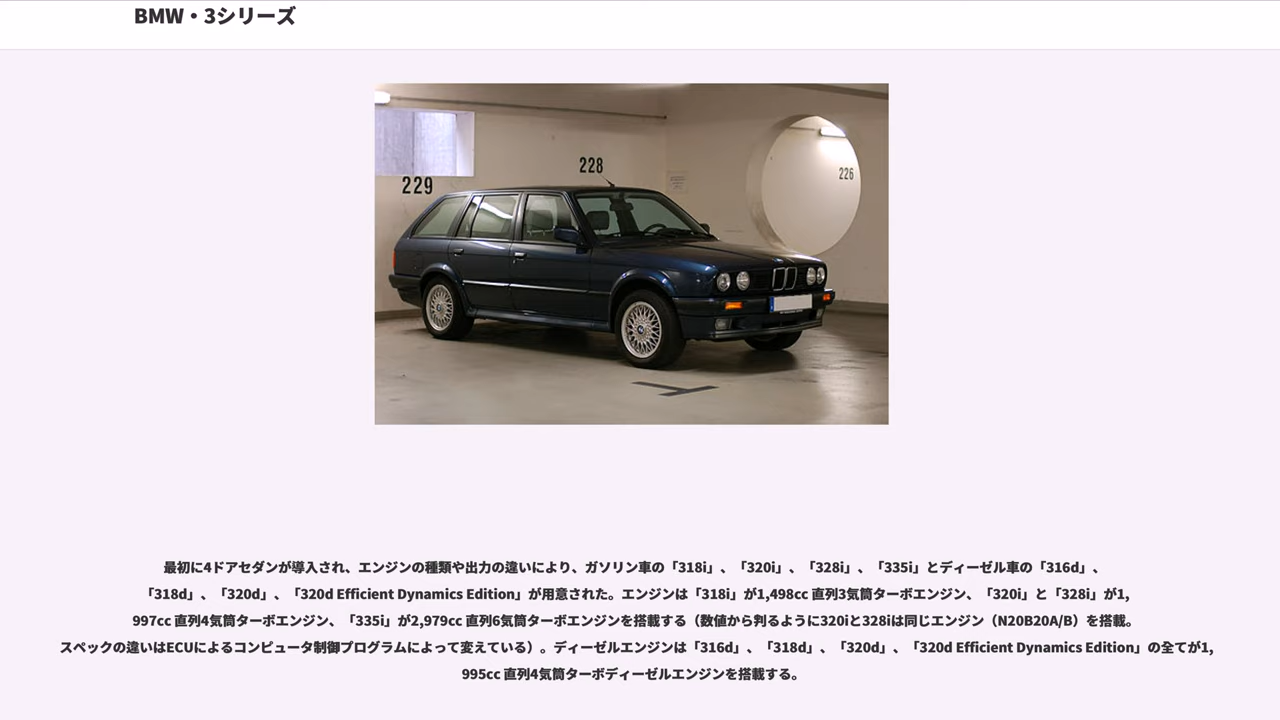 BMW・3シリーズ
229
228
226
最初に4ドアセダンが導入され、エンジンの種類や出力の違いにより、ガソリン車の「318i」、「320i」、「328i」、「335i」とディーゼル車の「316d」、
「318d」、「320d」、「320d Efficient Dynamics Edition」が用意された。エンジンは「318i」が1,498cc 直列3気筒ターボエンジン、「320i」と「328i」が1,
997cc 直列4気筒ターボエンジン、「335i」が2,979cc 直列6気筒ターボエンジンを搭載する（数値から判るように320iと328iは同じエンジン（N20B20A/B）を搭載。
スペックの違いはECUによるコンピュータ制御プログラムによって変えている）。ディーゼルエンジンは「316d」、「318d」、「320d」、「320d Efficient Dynamics Edition」の全てが1,
995cc 直列4気筒ターボディーゼルエンジンを搭載する。